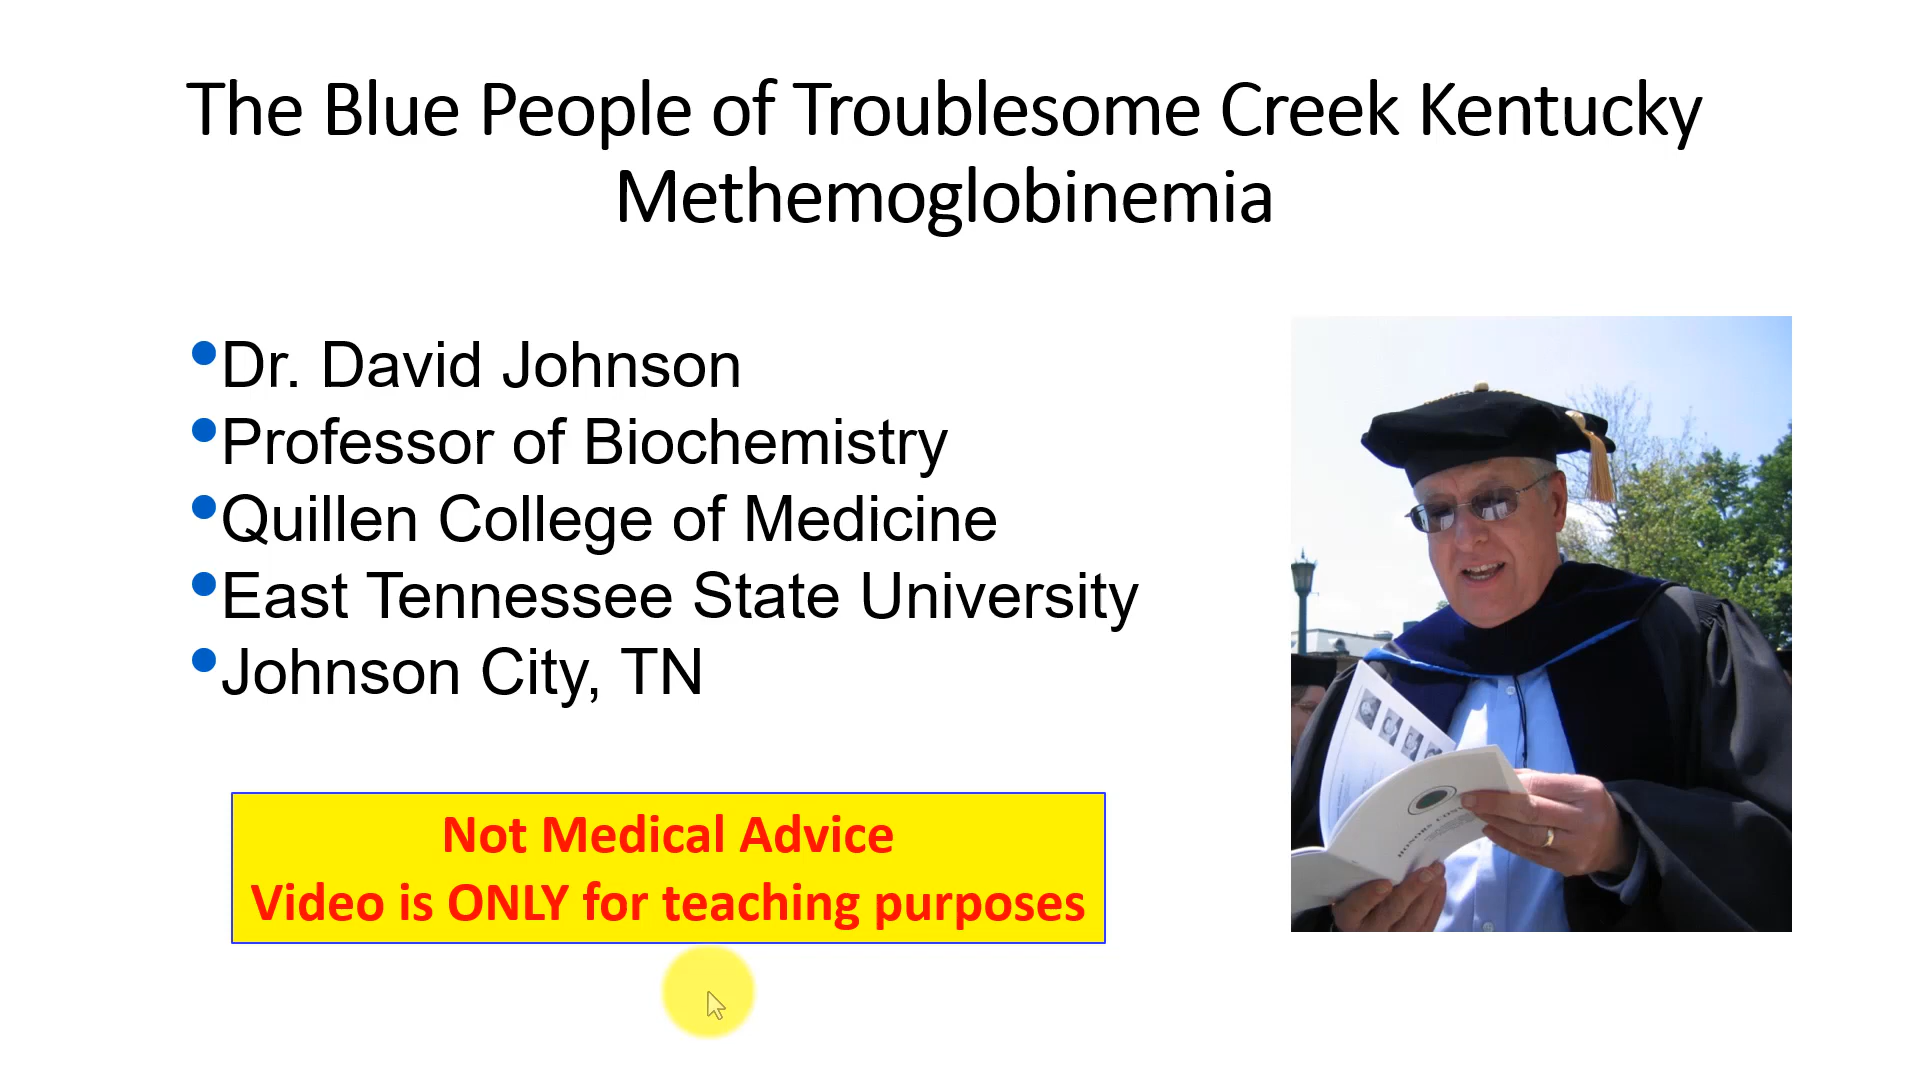 The Blue People of Troublesome Creek Kentucky
Methemoglobinemia
•Dr. David Johnson
•Professor of Biochemistry
•Quillen College of Medicine
•East Tennessee State University
•Johnson City, TN
Not Medical Advice
Video is ONLY for teaching purposes